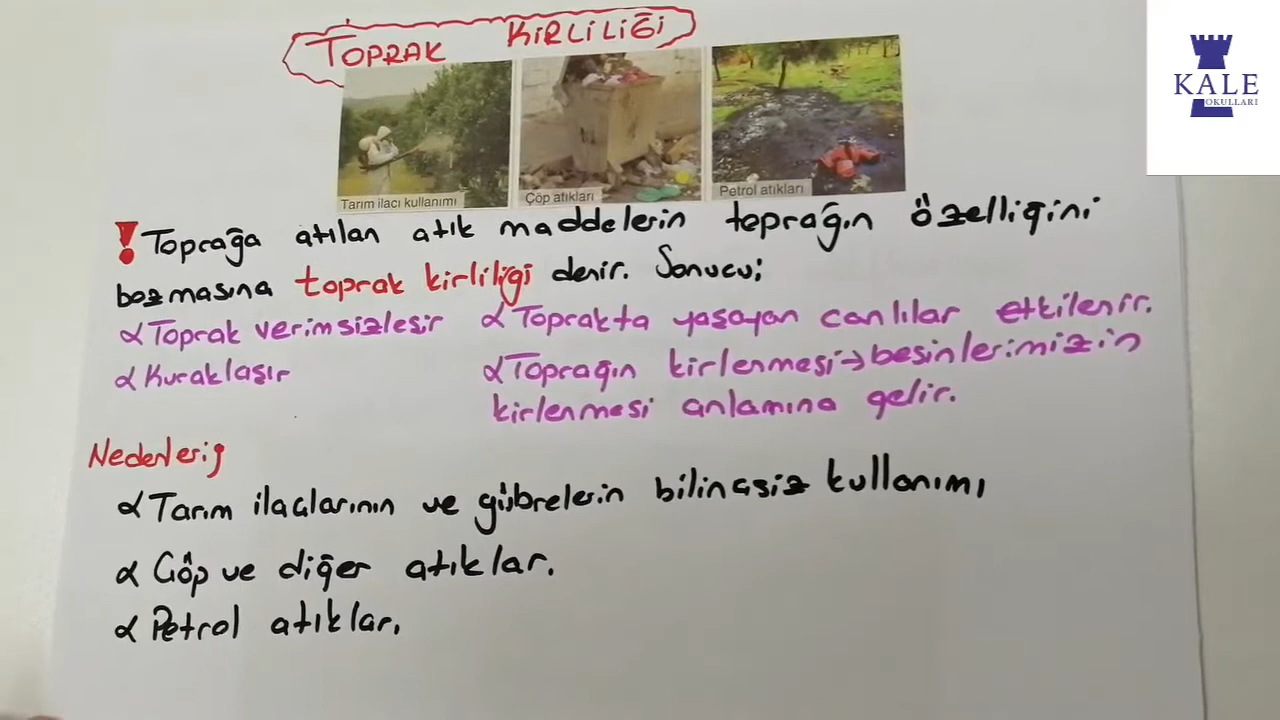 TOPRAK KİRLİLİĞİ
KALE
OKULLARI
Tarım ilacı kullanımı
Çöp atıkları
Petrol atıkları
! Toprağa atılan atık maddelerin toprağın özelliğini
bozmasına toprak kirliliği denir. Sonucu;
α Toprak verimsizleşir
α Toprakta yaşayan canlılar etkilenir.
α Kuraklaşır
α Toprağın kirlenmesi→besinlerimizin
kirlenmesi anlamına gelir.
Nedenleri;
α Tarım ilaçlarının ve gübrelerin bilinçsiz kullanımı,
α Çöp ve diğer atıklar.
α Petrol atıklar,